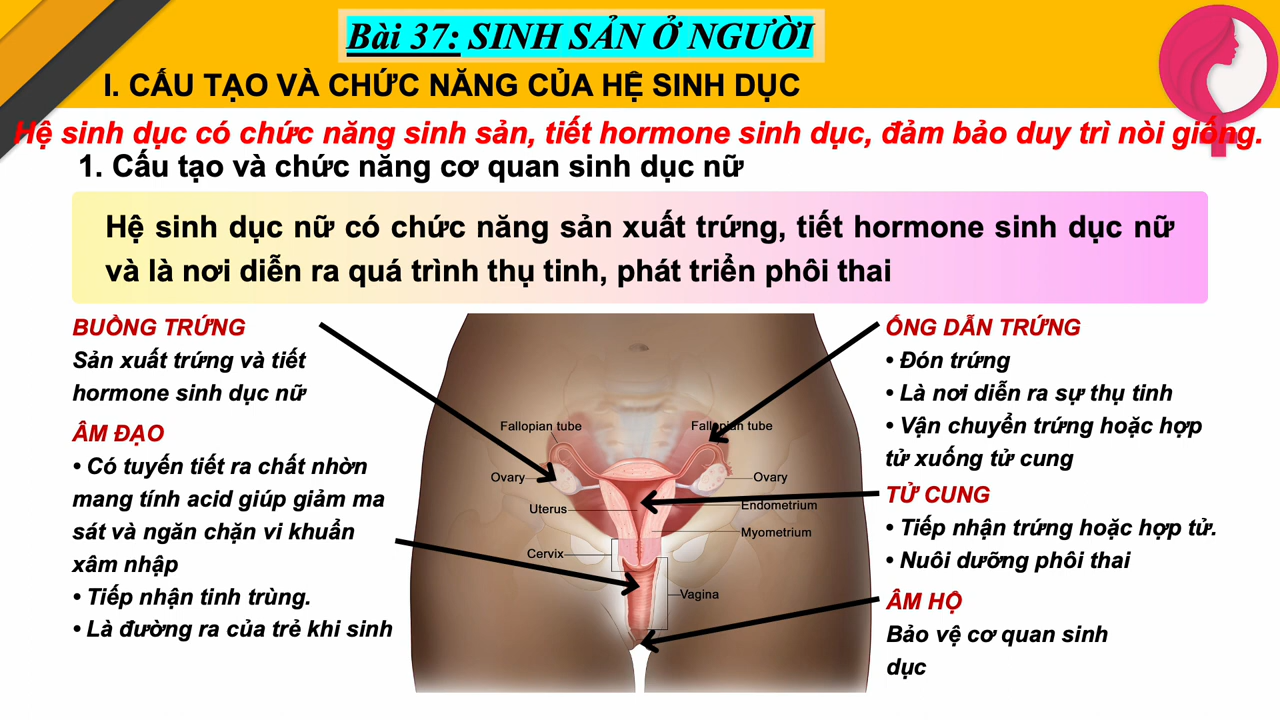 Bài 37: SINH SẢN Ở NGƯỜI
I. CẤU TẠO VÀ CHỨC NĂNG CỦA HỆ SINH DỤC
Hệ sinh dục có chức năng sinh sản, tiết hormone sinh dục, đảm bảo duy trì nòi giống.
1. Cấu tạo và chức năng cơ quan sinh dục nữ
Hệ sinh dục nữ có chức năng sản xuất trứng, tiết hormone sinh dục nữ
và là nơi diễn ra quá trình thụ tinh, phát triển phôi thai
BUỒNG TRỨNG
Sản xuất trứng và tiết
hormone sinh dục nữ
ÂM ĐẠO
• Có tuyến tiết ra chất nhờn
mang tính acid giúp giảm ma
sát và ngăn chặn vi khuẩn
xâm nhập
• Tiếp nhận tinh trùng.
• Là đường ra của trẻ khi sinh
Fallopian tube
Fallopian tube
Ovary
Ovary
Uterus
Endometrium
Myometrium
Cervix
Vagina
ỐNG DẪN TRỨNG
• Đón trứng
• Là nơi diễn ra sự thụ tinh
• Vận chuyển trứng hoặc hợp
tử xuống tử cung
TỬ CUNG
• Tiếp nhận trứng hoặc hợp tử.
• Nuôi dưỡng phôi thai
ÂM HỘ
Bảo vệ cơ quan sinh
dục